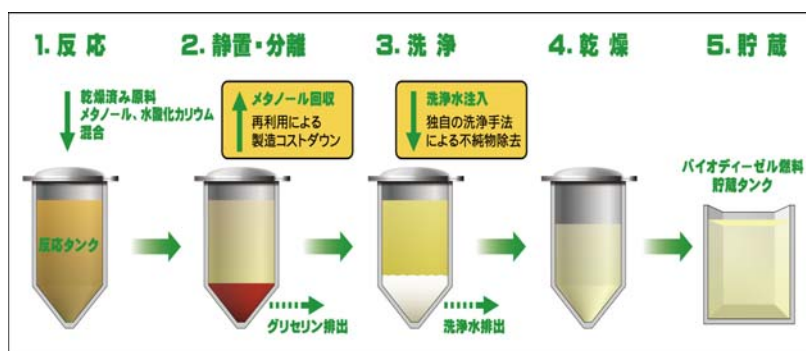 1. 反応
2. 静置・分離
3. 洗浄
4. 乾燥
5. 貯蔵
乾燥済み原料
メタノール、水酸化カリウム
混合
メタノール回収
再利用による
製造コストダウン
洗浄水注入
独自の洗浄手法
による不純物除去
バイオディーゼル燃料
貯蔵タンク
反応タンク
グリセリン排出
洗浄水排出